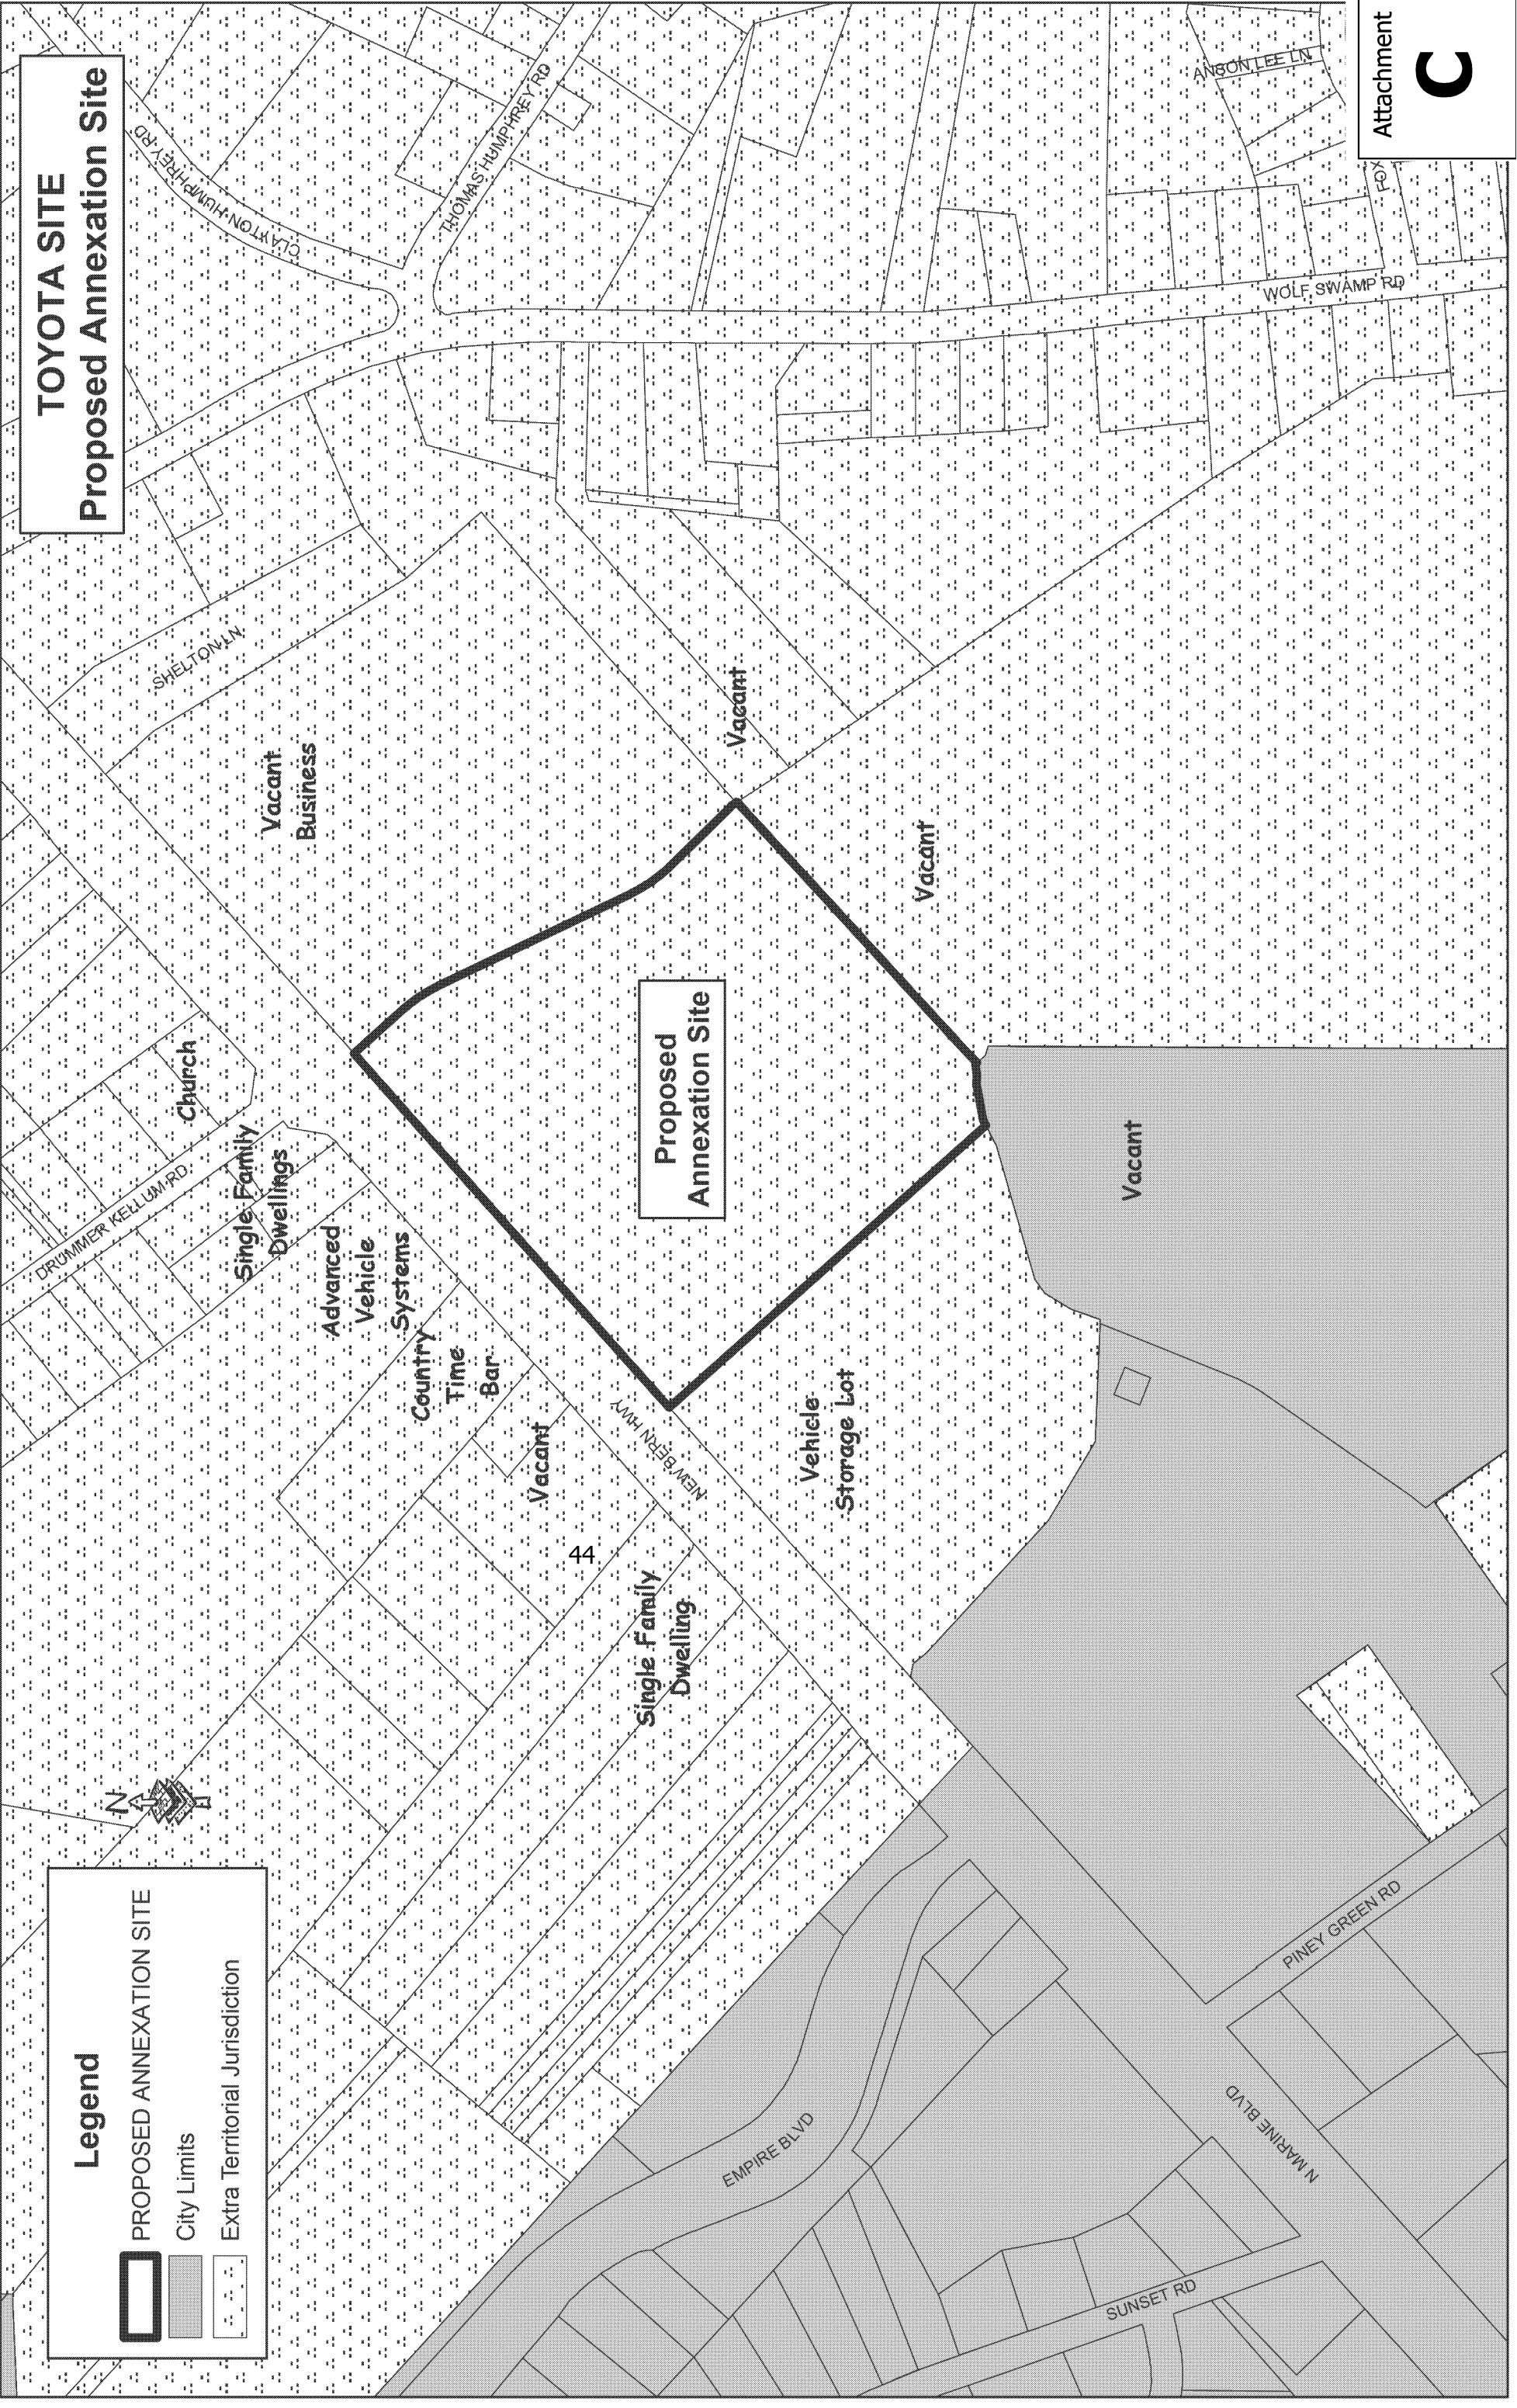 TOYOTA SITE
Proposed Annexation Site
Attachment
C
Legend
PROPOSED ANNEXATION SITE
City Limits
Extra Territorial Jurisdiction
N
CLAYTON HUMPHREY RD
THOMAS HUMPHREY RD
ANSON LEE LN
FOX
WOLF SWAMP RD
SHELTON LN
DRUMMER KELLUM RD
Church
Single Family
Dwellings
Advanced
Vehicle
Systems
Country
Time
Bar
Vacant
Single Family
Dwelling
44
NEW BERN HWY
Vacant
Business
Vacant
Vacant
Proposed
Annexation Site
Vehicle
Storage Lot
Vacant
EMPIRE BLVD
PINEY GREEN RD
N MARINE BLVD
SUNSET RD